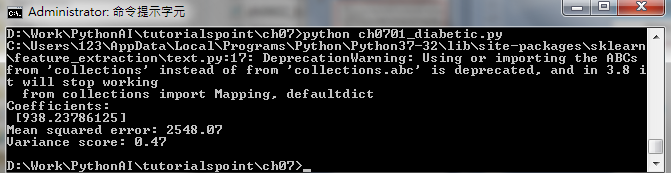 Administrator: 命令提示字元
D:\Work\PythonAI\tutorialspoint\ch07>python ch0701_diabetic.py
C:\Users\123\AppData\Local\Programs\Python\Python37-32\lib\site-packages\sklearn
\feature_extraction\text.py:17: DeprecationWarning: Using or importing the ABCs
from 'collections' instead of from 'collections.abc' is deprecated, and in 3.8 i
t will stop working
  from collections import Mapping, defaultdict
Coefficients:
 [938.23786125]
Mean squared error: 2548.07
Variance score: 0.47
D:\Work\PythonAI\tutorialspoint\ch07>